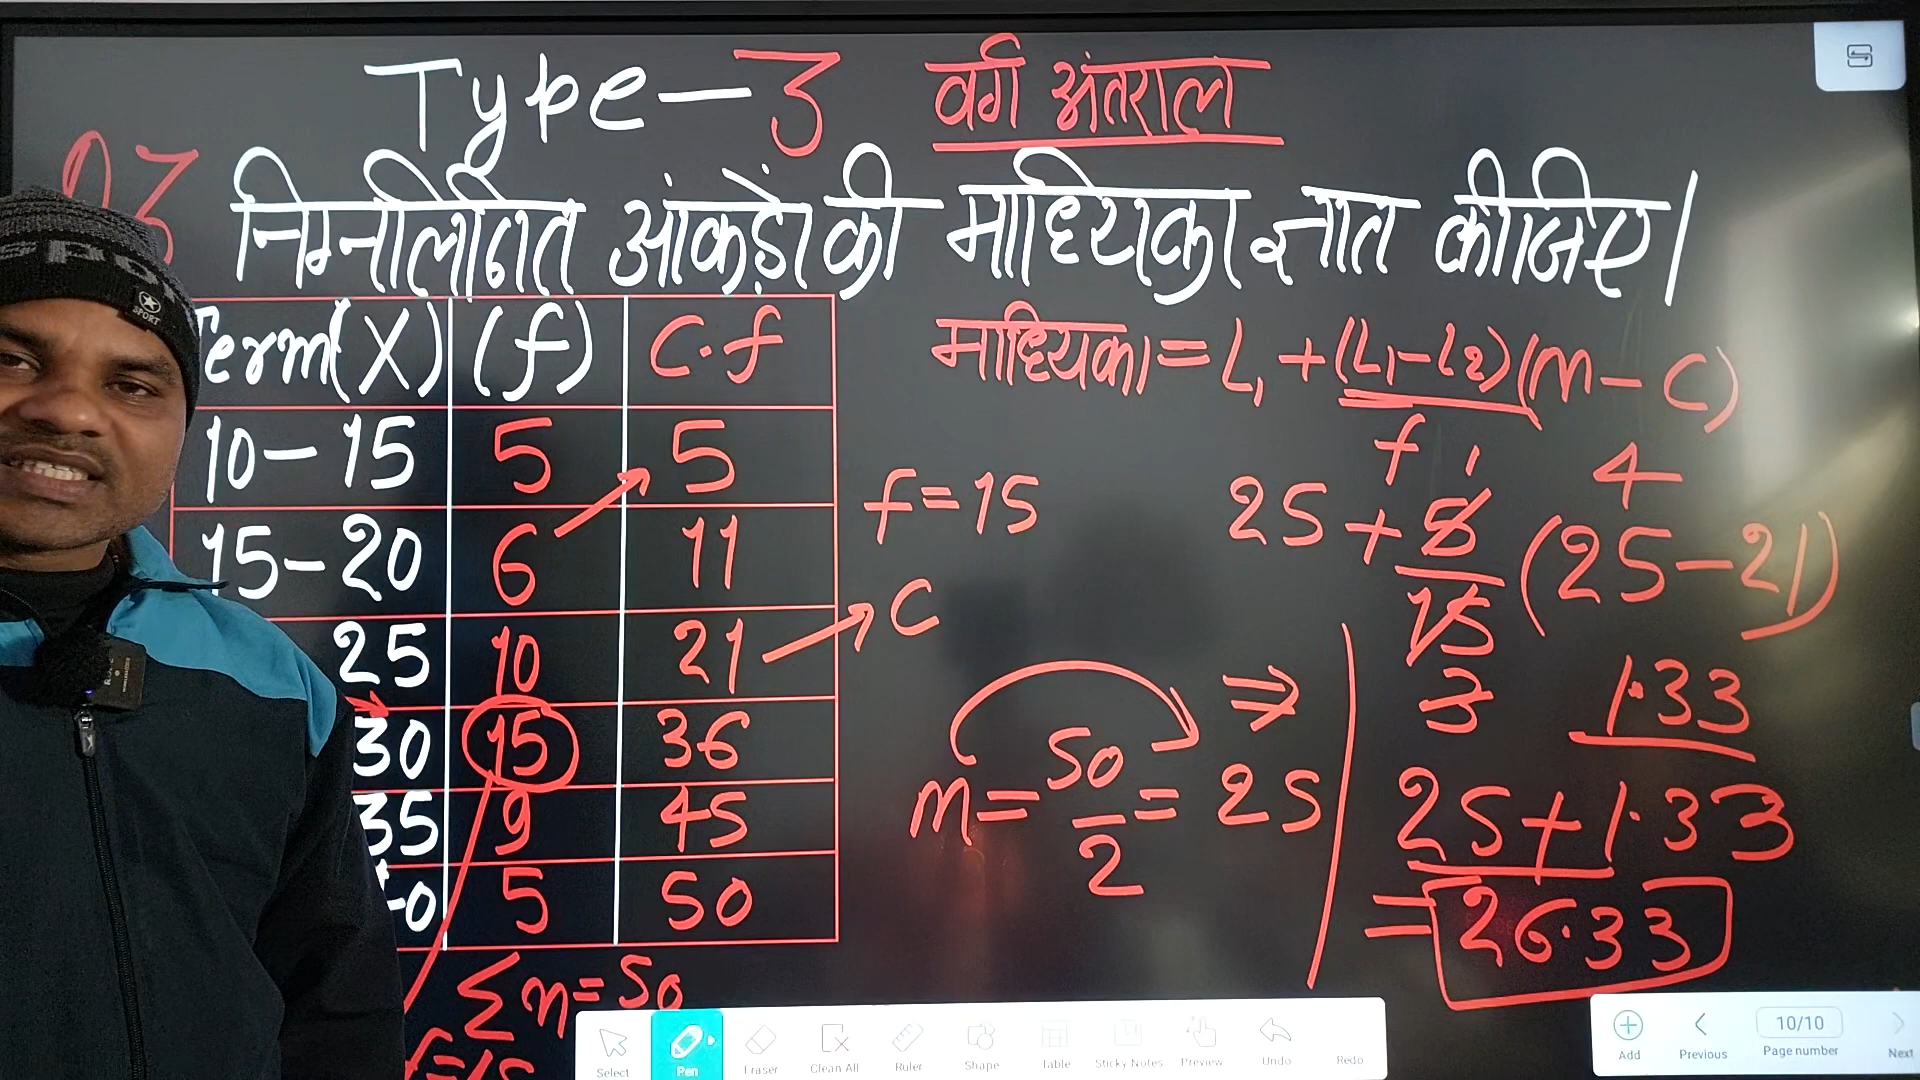 Type-3 वर्ग अंतराल
निम्नलिखित आंकड़ों की माध्यिका ज्ञात कीजिए।
Term(X) (f) C.f
10-15 5 5
15-20 6 11
25 10 21
30 15 36
35 9 45
5 50
Σn=50
माध्यिका = L₁ + (L₁-L₂)(m-C)
f
f=15
C
25 + 5 (25-21)
15
1
4
3
1.33
m = 50 = ⇒ 25
2
25+1.33
= 26.33
SPORT
Select Pen Eraser Clean All Ruler Shape Table Sticky Notes Preview Undo Redo
Add Previous 10/10 Page number Next